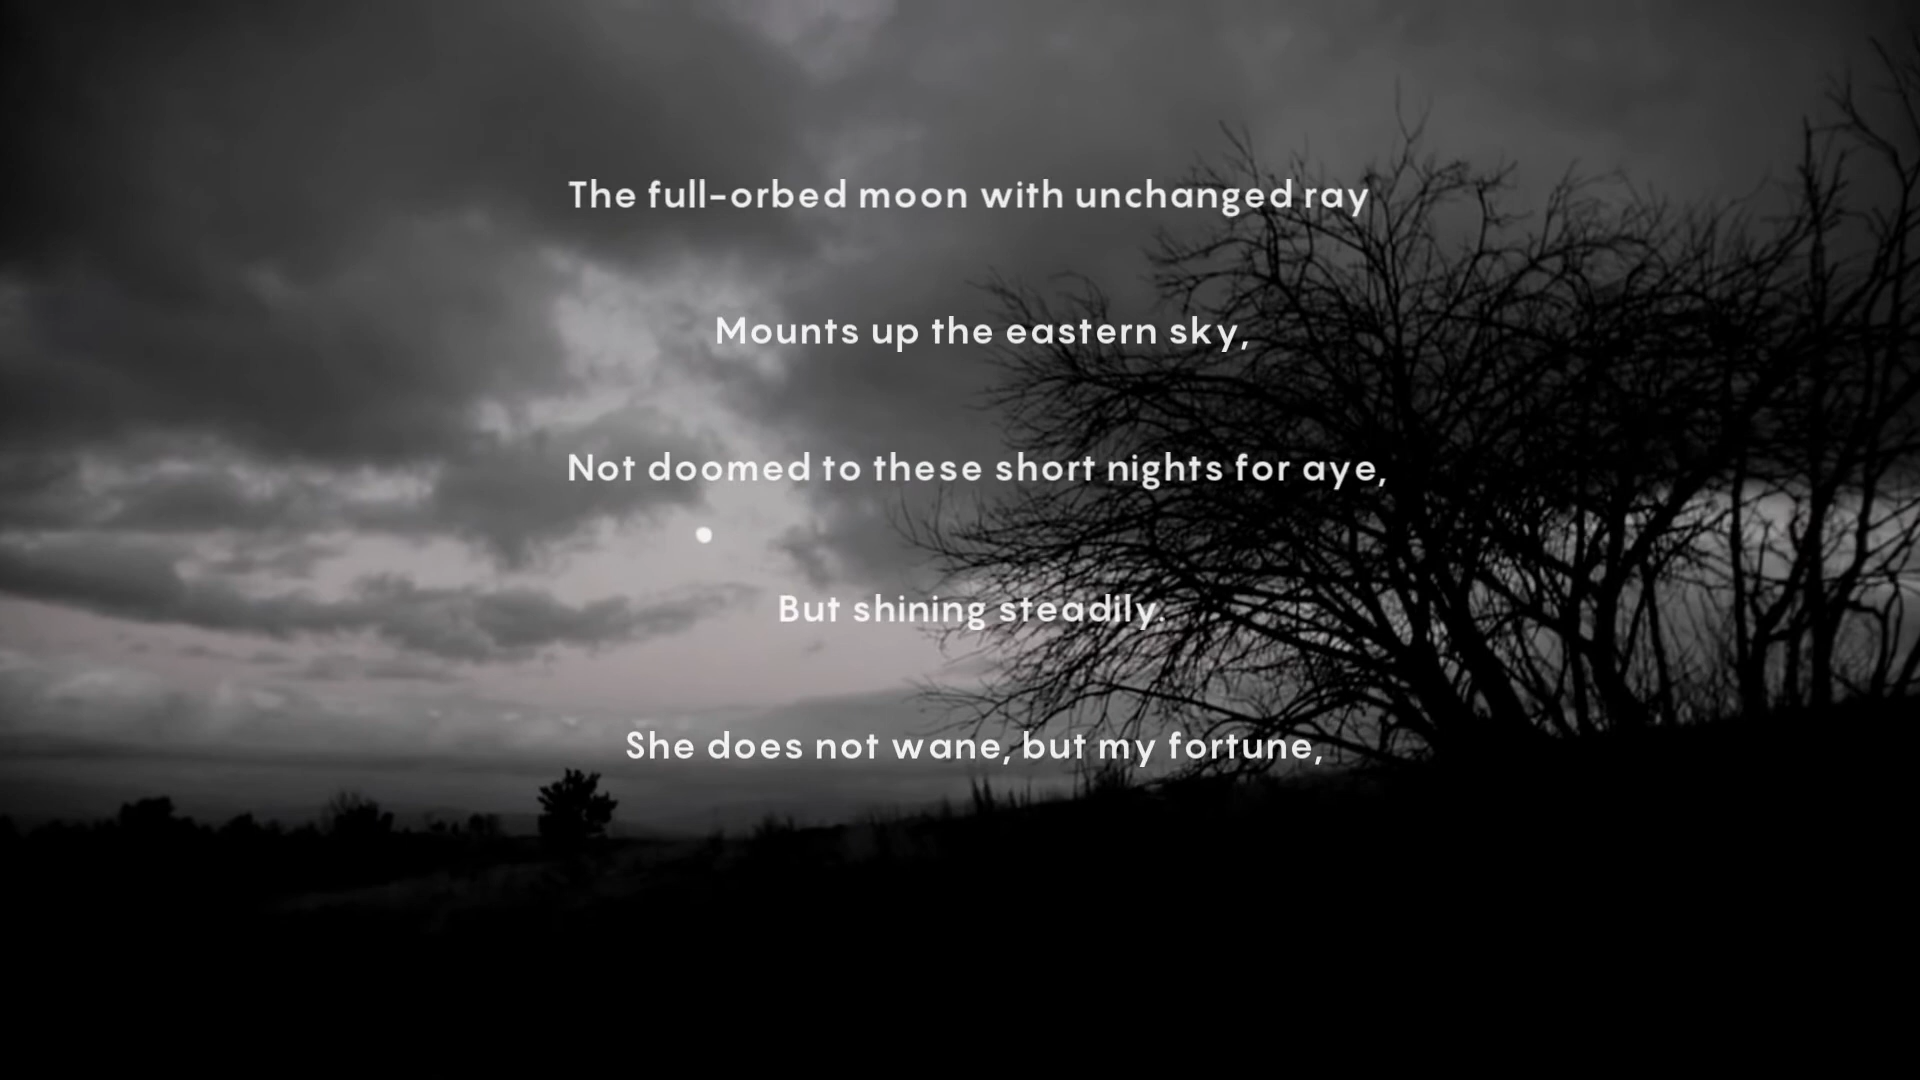 The full-orbed moon with unchanged ray
Mounts up the eastern sky,
Not doomed to these short nights for aye,
But shining steadily.
She does not wane, but my fortune,